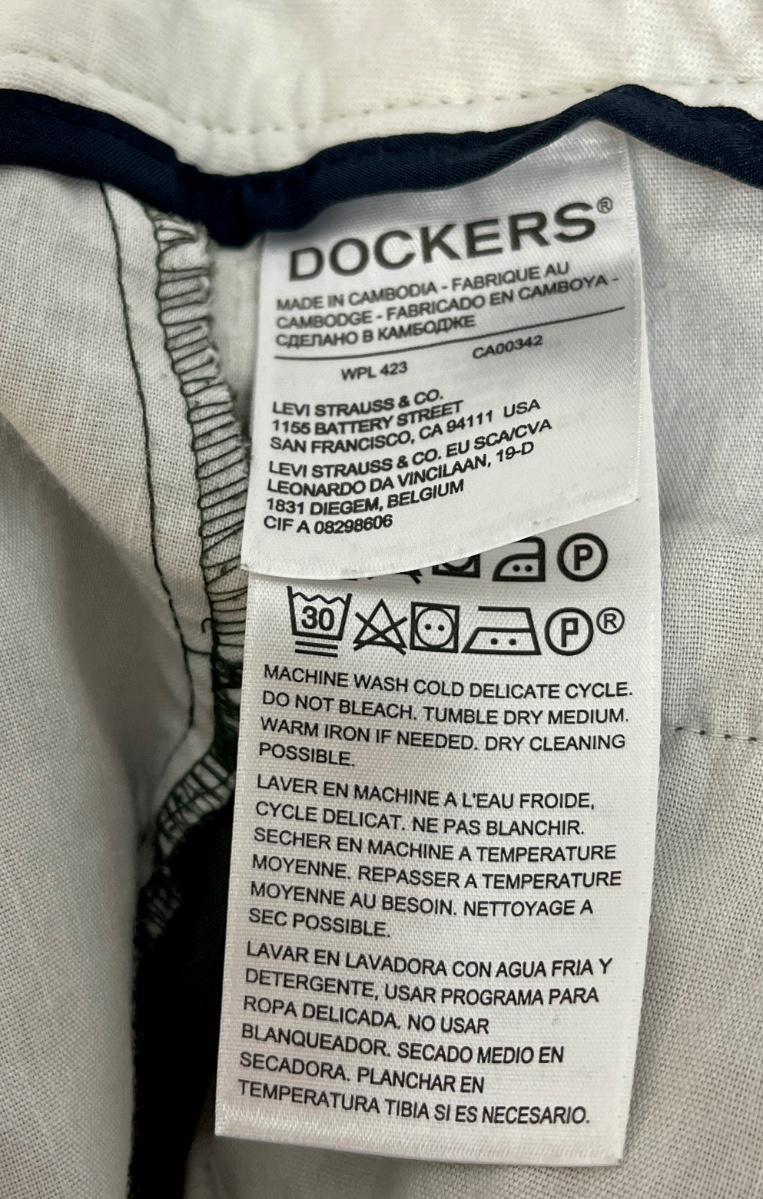 DOCKERS®
MADE IN CAMBODIA - FABRIQUE AU
CAMBODGE - FABRICADO EN CAMBOYA -
СДЕЛАНО В КАМБОДЖЕ
WPL 423 CA00342
LEVI STRAUSS & CO.
1155 BATTERY STREET
SAN FRANCISCO, CA 94111 USA
LEVI STRAUSS & CO. EU SCA/CVA
LEONARDO DA VINCILAAN, 19-D
1831 DIEGEM, BELGIUM
CIF A 08298606
P
30 P ®
MACHINE WASH COLD DELICATE CYCLE.
DO NOT BLEACH. TUMBLE DRY MEDIUM.
WARM IRON IF NEEDED. DRY CLEANING
POSSIBLE.
LAVER EN MACHINE A L'EAU FROIDE,
CYCLE DELICAT. NE PAS BLANCHIR.
SECHER EN MACHINE A TEMPERATURE
MOYENNE. REPASSER A TEMPERATURE
MOYENNE AU BESOIN. NETTOYAGE A
SEC POSSIBLE.
LAVAR EN LAVADORA CON AGUA FRIA Y
DETERGENTE, USAR PROGRAMA PARA
ROPA DELICADA. NO USAR
BLANQUEADOR. SECADO MEDIO EN
SECADORA. PLANCHAR EN
TEMPERATURA TIBIA SI ES NECESARIO.